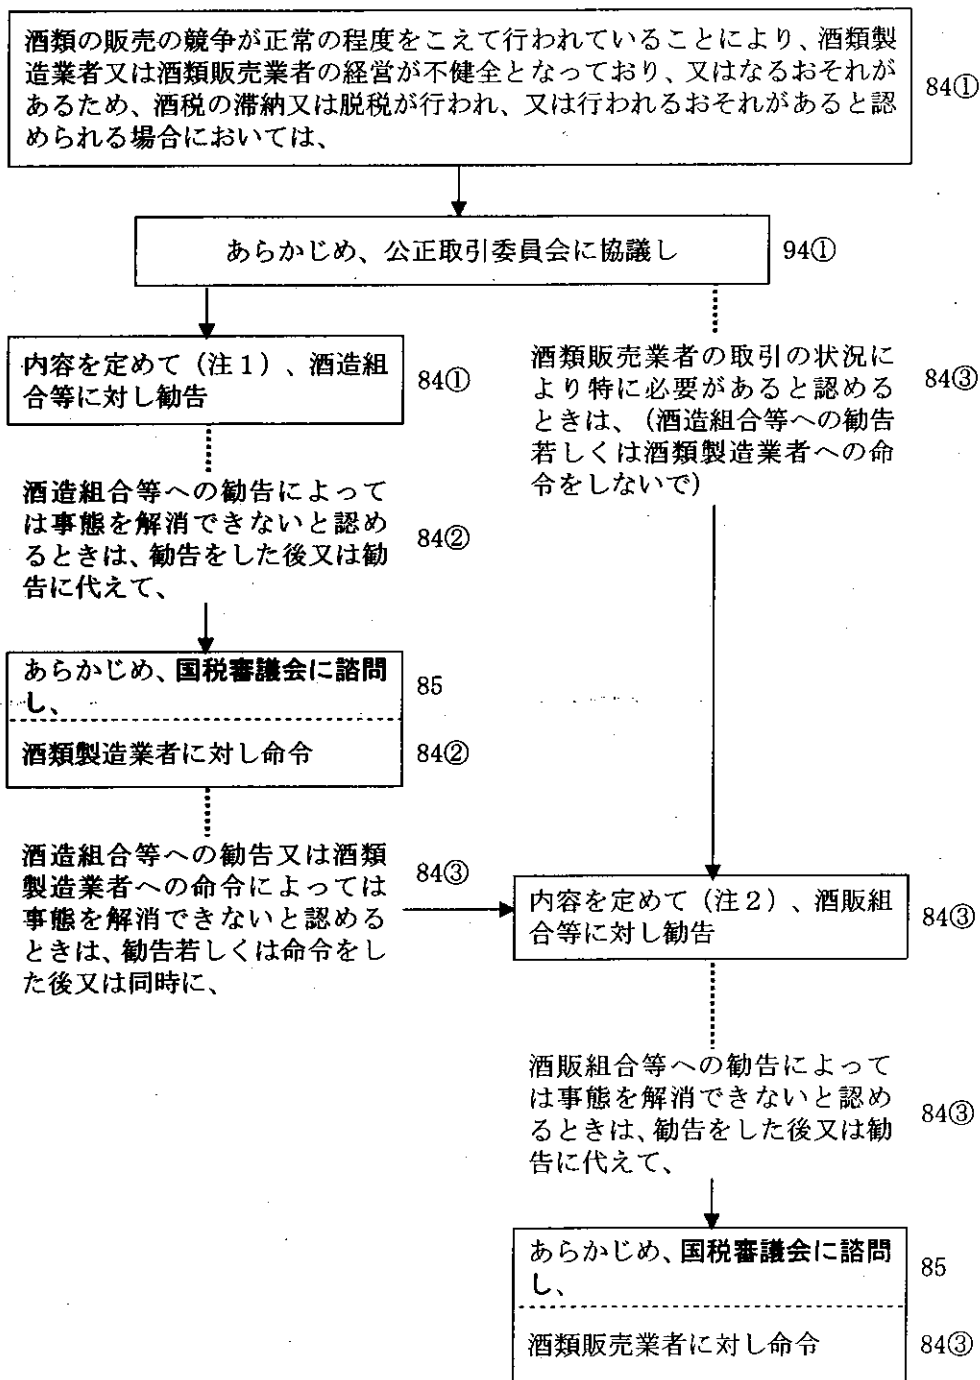 酒類の販売の競争が正常の程度をこえて行われていることにより、酒類製
造業者又は酒類販売業者の経営が不健全となっており、又はなるおそれが
あるため、酒税の滞納又は脱税が行われ、又は行われるおそれがあると認
められる場合においては、
84①
あらかじめ、公正取引委員会に協議し
94①
内容を定めて（注１）、酒造組
合等に対し勧告
84①
酒造組合等への勧告によって
は事態を解消できないと認め
るときは、勧告をした後又は勧
告に代えて、
84②
あらかじめ、国税審議会に諮問
し、
85
酒類製造業者に対し命令
84②
酒造組合等への勧告又は酒類
製造業者への命令によっては
事態を解消できないと認める
ときは、勧告若しくは命令をし
た後又は同時に、
84③
酒類販売業者の取引の状況に
より特に必要があると認める
ときは、（酒造組合等への勧告
若しくは酒類製造業者への命
令をしないで）
84③
内容を定めて（注２）、酒販組
合等に対し勧告
84③
酒販組合等への勧告によって
は事態を解消できないと認め
るときは、勧告をした後又は勧
告に代えて、
84③
あらかじめ、国税審議会に諮問
し、
85
酒類販売業者に対し命令
84③